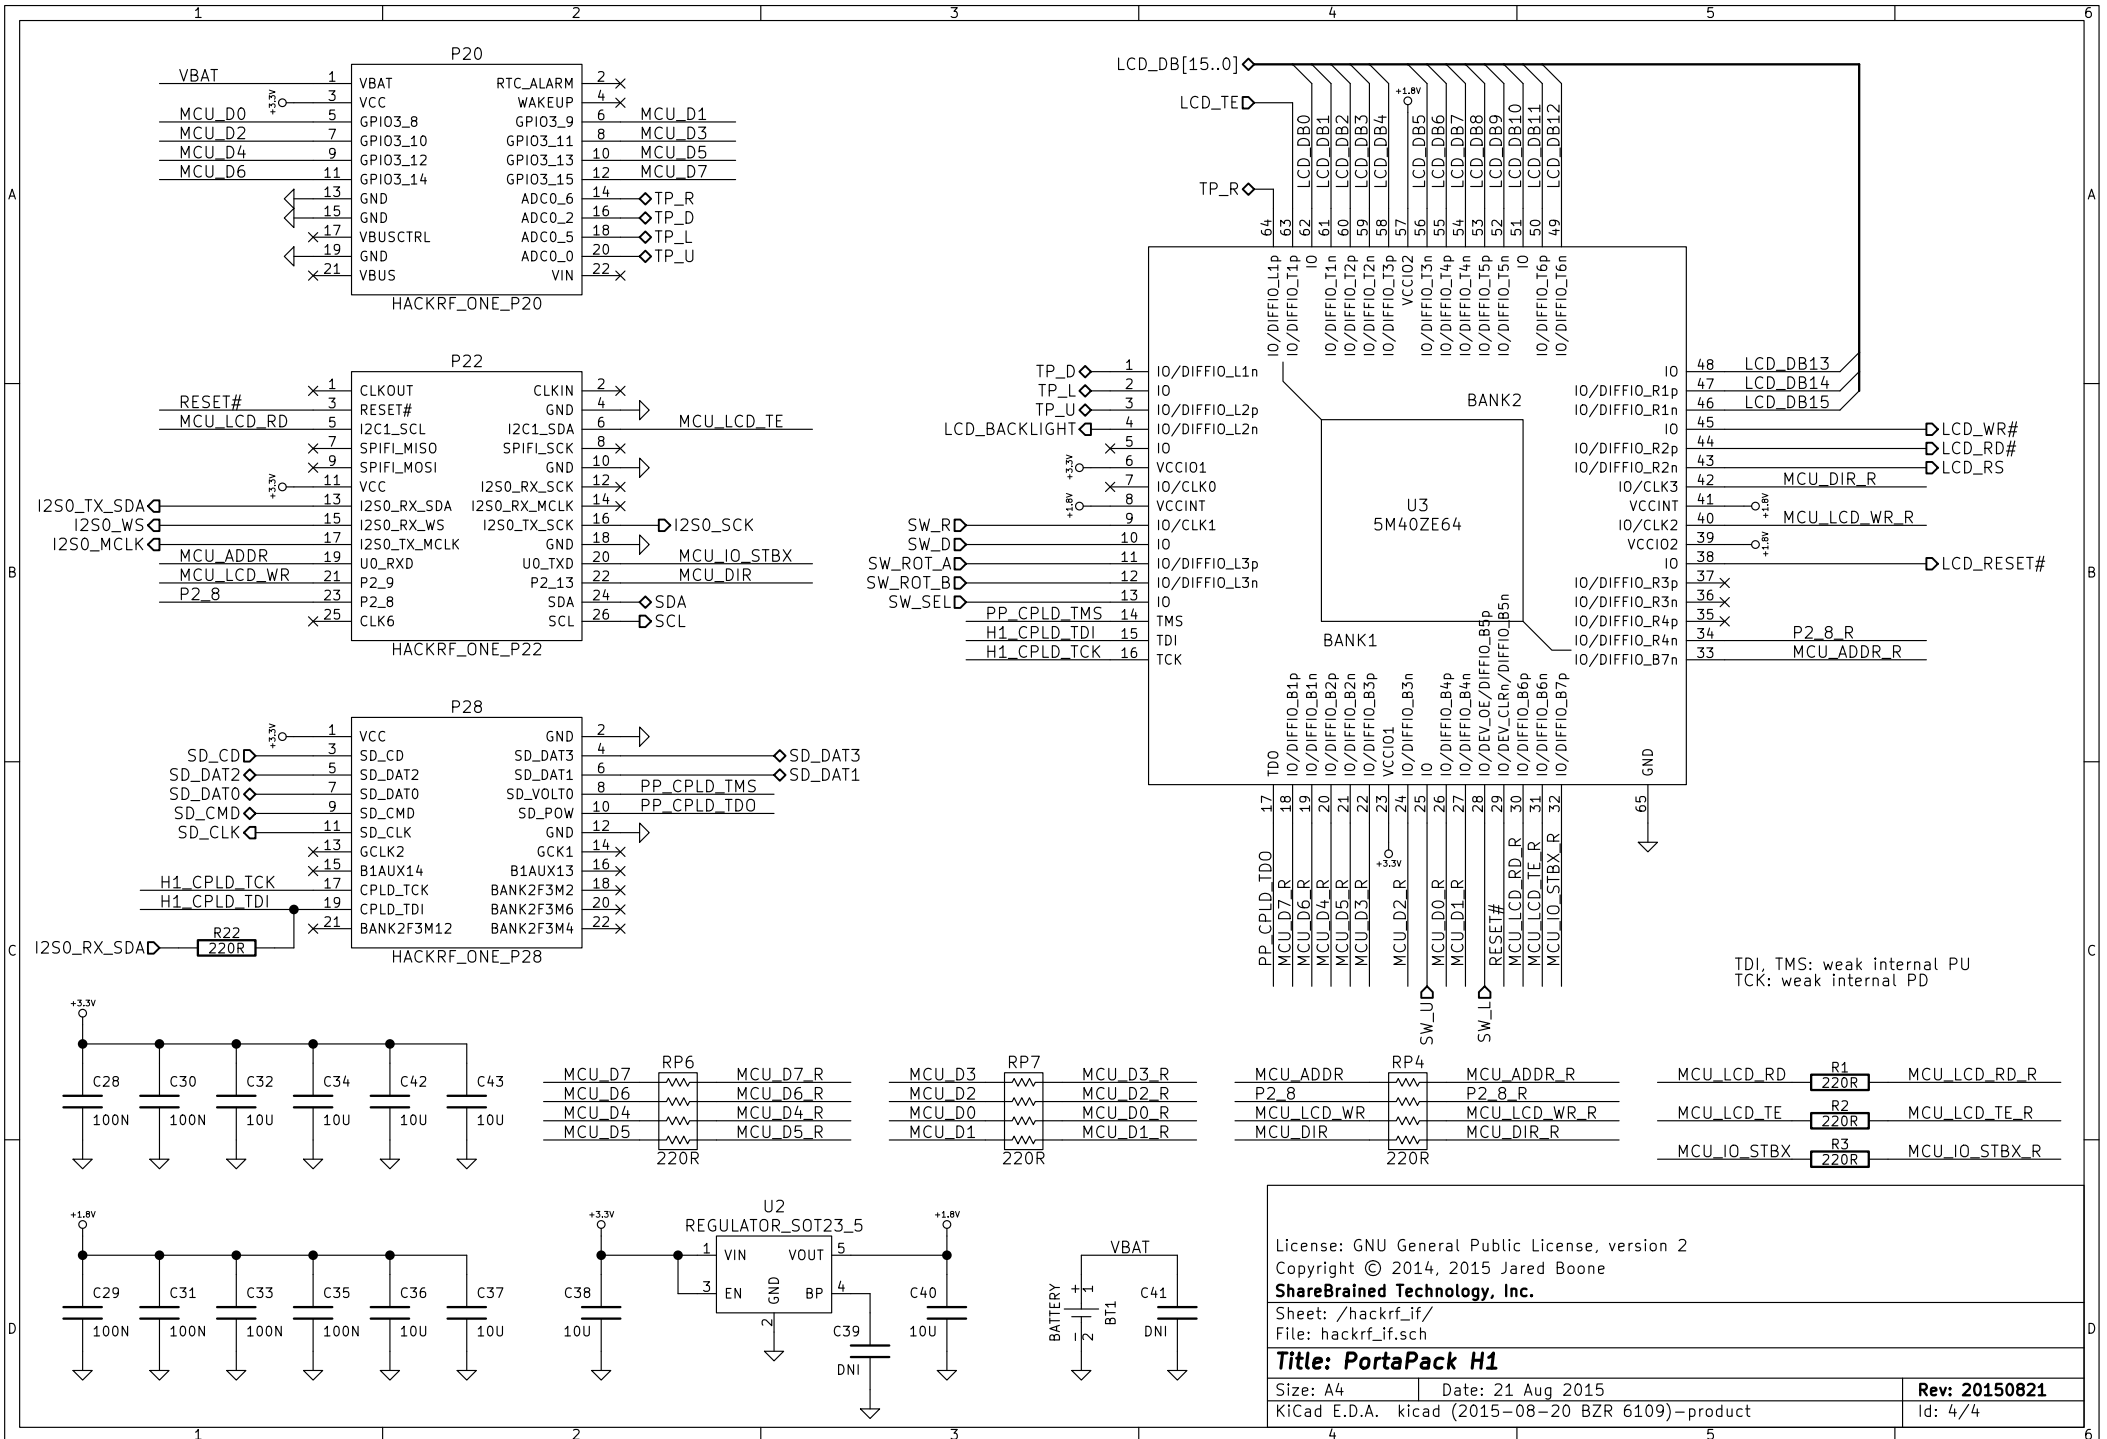 1 2 3 4 5 6
A
B
C
D
P20
VBAT 1 VBAT RTC_ALARM 2
+3.3V 3 VCC WAKEUP 4
MCU_D0 5 GPIO3_8 GPIO3_9 6 MCU_D1
MCU_D2 7 GPIO3_10 GPIO3_11 8 MCU_D3
MCU_D4 9 GPIO3_12 GPIO3_13 10 MCU_D5
MCU_D6 11 GPIO3_14 GPIO3_15 12 MCU_D7
13 GND ADC0_6 14 TP_R
15 GND ADC0_2 16 TP_D
17 VBUSCTRL ADC0_5 18 TP_L
19 GND ADC0_0 20 TP_U
21 VBUS VIN 22
HACKRF_ONE_P20
P22
1 CLKOUT CLKIN 2
RESET# 3 RESET# GND 4
MCU_LCD_RD 5 I2C1_SCL I2C1_SDA 6 MCU_LCD_TE
7 SPIFI_MISO SPIFI_SCK 8
9 SPIFI_MOSI GND 10
+3.3V 11 VCC I2S0_RX_SCK 12
I2S0_TX_SDA 13 I2S0_RX_SDA I2S0_RX_MCLK 14
I2S0_WS 15 I2S0_RX_WS I2S0_TX_SCK 16 I2S0_SCK
I2S0_MCLK 17 I2S0_TX_MCLK GND 18
MCU_ADDR 19 U0_RXD U0_TXD 20 MCU_IO_STBX
MCU_LCD_WR 21 P2_9 P2_13 22 MCU_DIR
P2_8 23 P2_8 SDA 24 SDA
25 CLK6 SCL 26 SCL
HACKRF_ONE_P22
P28
+3.3V 1 VCC GND 2
SD_CD 3 SD_CD SD_DAT3 4 SD_DAT3
SD_DAT2 5 SD_DAT2 SD_DAT1 6 SD_DAT1
SD_DAT0 7 SD_DAT0 SD_VOLT0 8 PP_CPLD_TMS
SD_CMD 9 SD_CMD SD_POW 10 PP_CPLD_TDO
SD_CLK 11 SD_CLK GND 12
13 GCLK2 GCK1 14
15 B1AUX14 B1AUX13 16
H1_CPLD_TCK 17 CPLD_TCK BANK2F3M2 18
H1_CPLD_TDI 19 CPLD_TDI BANK2F3M6 20
21 BANK2F3M12 BANK2F3M4 22
I2S0_RX_SDA R22 220R
HACKRF_ONE_P28
LCD_DB[15..0]
LCD_TE
TP_R
+1.8V
LCD_DB0 LCD_DB1 LCD_DB2 LCD_DB3 LCD_DB4 LCD_DB5 LCD_DB6 LCD_DB7 LCD_DB8 LCD_DB9 LCD_DB10 LCD_DB11 LCD_DB12
64 63 62 61 60 59 58 57 56 55 54 53 52 51 50 49
IO/DIFFIO_L1p IO/DIFFIO_T1p IO IO/DIFFIO_T1n IO/DIFFIO_T2p IO/DIFFIO_T2n IO/DIFFIO_T3p VCCIO2 IO/DIFFIO_T3n IO/DIFFIO_T4p IO/DIFFIO_T4n IO/DIFFIO_T5p IO/DIFFIO_T5n IO IO/DIFFIO_T6p IO/DIFFIO_T6n
TP_D 1 IO/DIFFIO_L1n
TP_L 2 IO
TP_U 3 IO/DIFFIO_L2p
LCD_BACKLIGHT 4 IO/DIFFIO_L2n
5 IO
+3.3V 6 VCCIO1
7 IO/CLK0
+1.8V 8 VCCINT
SW_R 9 IO/CLK1
SW_D 10 IO
SW_ROT_A 11 IO/DIFFIO_L3p
SW_ROT_B 12 IO/DIFFIO_L3n
SW_SEL 13 IO
PP_CPLD_TMS 14 TMS
H1_CPLD_TDI 15 TDI
H1_CPLD_TCK 16 TCK
BANK2
U3
5M40ZE64
BANK1
IO 48 LCD_DB13
IO/DIFFIO_R1p 47 LCD_DB14
IO/DIFFIO_R1n 46 LCD_DB15
IO 45 LCD_WR#
IO/DIFFIO_R2p 44 LCD_RD#
IO/DIFFIO_R2n 43 LCD_RS
IO/CLK3 42 MCU_DIR_R
VCCINT 41 +1.8V
IO/CLK2 40 MCU_LCD_WR_R
VCCIO2 39 +1.8V
IO 38 LCD_RESET#
IO/DIFFIO_R3p 37
IO/DIFFIO_R3n 36
IO/DIFFIO_R4p 35
IO/DIFFIO_R4n 34 P2_8_R
IO/DIFFIO_B7n 33 MCU_ADDR_R
TDO IO/DIFFIO_B1p IO/DIFFIO_B1n IO/DIFFIO_B2p IO/DIFFIO_B2n IO/DIFFIO_B3p VCCIO1 IO/DIFFIO_B3n IO IO/DIFFIO_B4p IO/DIFFIO_B4n IO/DEV_OE/DIFFIO_B5p IO/DEV_CLRn/DIFFIO_B5n IO/DIFFIO_B6p IO/DIFFIO_B6n IO/DIFFIO_B7p GND
17 18 19 20 21 22 23 24 25 26 27 28 29 30 31 32 65
PP_CPLD_TDO MCU_D7_R MCU_D6_R MCU_D4_R MCU_D5_R MCU_D3_R +3.3V MCU_D2_R SW_U MCU_D0_R MCU_D1_R SW_L RESET# MCU_LCD_RD_R MCU_LCD_TE_R MCU_IO_STBX_R
TDI, TMS: weak internal PU
TCK: weak internal PD
+3.3V
C28 C30 C32 C34 C42 C43
100N 100N 10U 10U 10U 10U
RP6
MCU_D7 MCU_D7_R
MCU_D6 MCU_D6_R
MCU_D4 MCU_D4_R
MCU_D5 MCU_D5_R
220R
RP7
MCU_D3 MCU_D3_R
MCU_D2 MCU_D2_R
MCU_D0 MCU_D0_R
MCU_D1 MCU_D1_R
220R
RP4
MCU_ADDR MCU_ADDR_R
P2_8 P2_8_R
MCU_LCD_WR MCU_LCD_WR_R
MCU_DIR MCU_DIR_R
220R
MCU_LCD_RD R1 220R MCU_LCD_RD_R
MCU_LCD_TE R2 220R MCU_LCD_TE_R
MCU_IO_STBX R3 220R MCU_IO_STBX_R
+1.8V
C29 C31 C33 C35 C36 C37
100N 100N 100N 100N 10U 10U
U2
REGULATOR_SOT23_5
+3.3V 1 VIN VOUT 5 +1.8V
3 EN GND BP 4
2
C38 10U
C39 DNI
C40 10U
VBAT
BATTERY + 1 - 2 BT1
C41 DNI
License: GNU General Public License, version 2
Copyright © 2014, 2015 Jared Boone
ShareBrained Technology, Inc.
Sheet: /hackrf_if/
File: hackrf_if.sch
Title: PortaPack H1
Size: A4 Date: 21 Aug 2015 Rev: 20150821
KiCad E.D.A. kicad (2015-08-20 BZR 6109)-product Id: 4/4
1 2 3 4 5 6
A
B
C
D